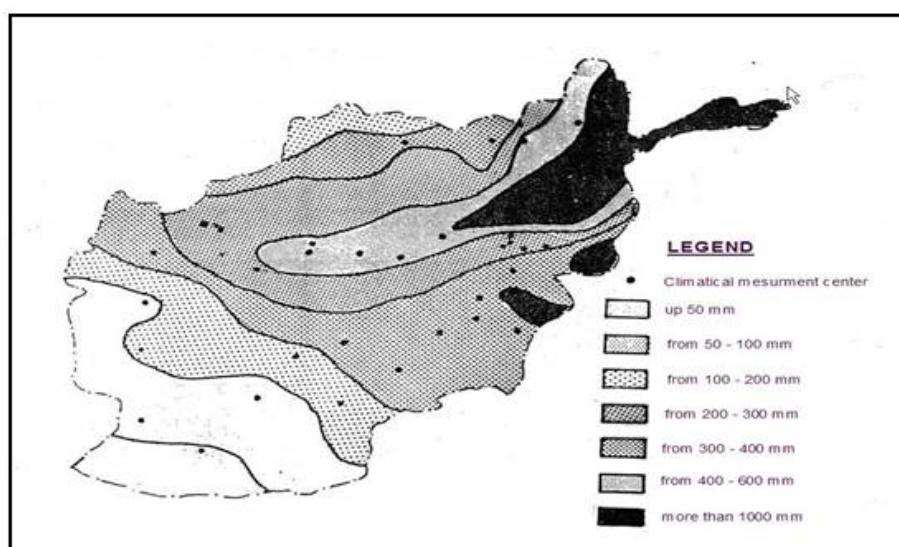 LEGEND
Climatical mesurment center
up 50 mm
from 50 - 100 mm
from 100 - 200 mm
from 200 - 300 mm
from 300 - 400 mm
from 400 - 600 mm
more than 1000 mm